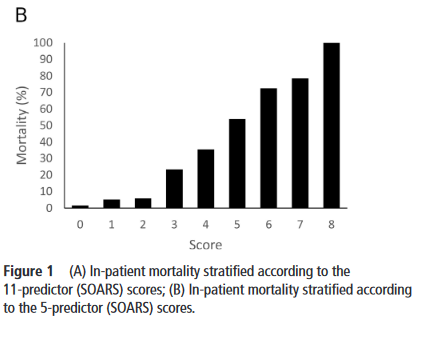 B
100
90
80
70
60
50
40
30
20
10
0
Mortality (%)
0 1 2 3 4 5 6 7 8
Score
Figure 1 (A) In-patient mortality stratified according to the
11-predictor (SOARS) scores; (B) In-patient mortality stratified according
to the 5-predictor (SOARS) scores.